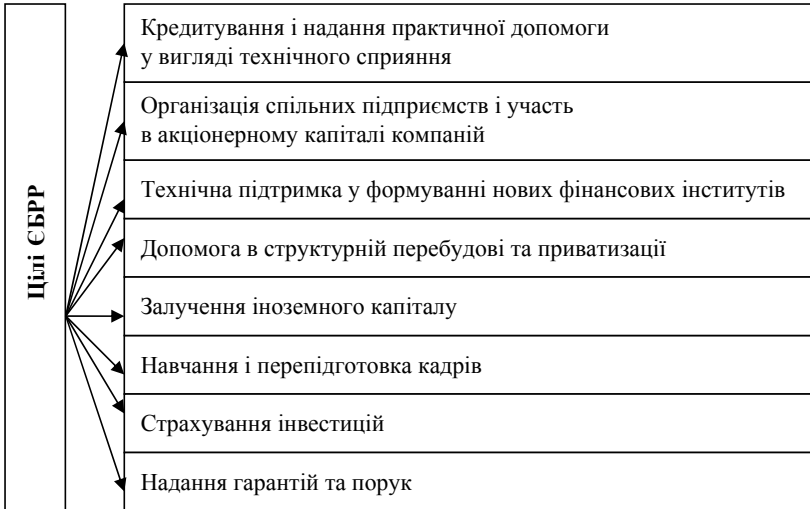 Цілі ЄБРР
Кредитування і надання практичної допомоги
у вигляді технічного сприяння
Організація спільних підприємств і участь
в акціонерному капіталі компаній
Технічна підтримка у формуванні нових фінансових інститутів
Допомога в структурній перебудові та приватизації
Залучення іноземного капіталу
Навчання і перепідготовка кадрів
Страхування інвестицій
Надання гарантій та порук